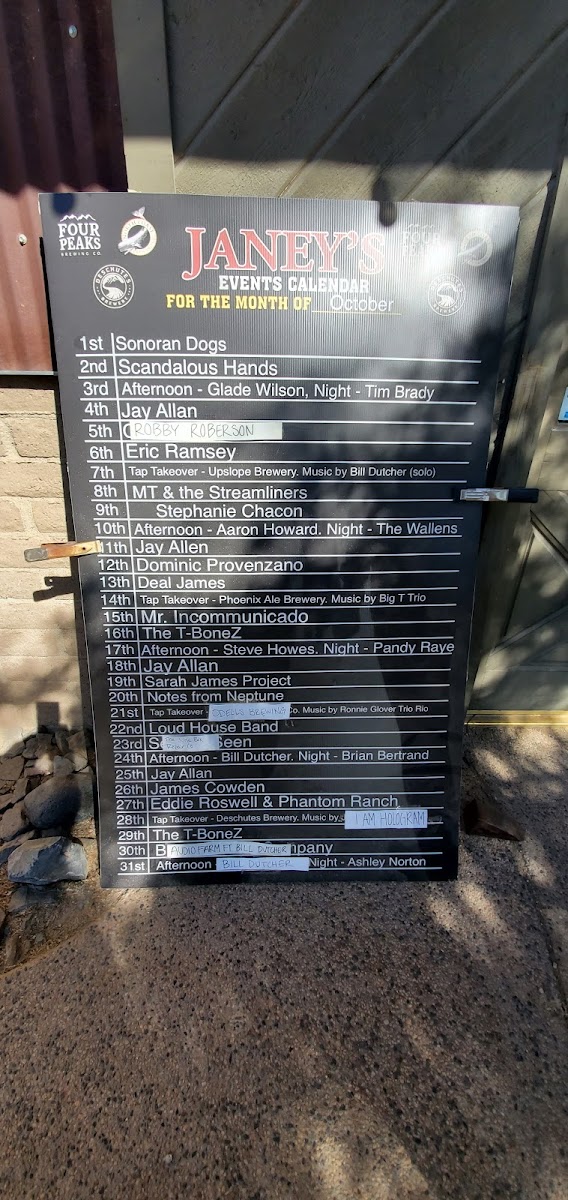 FOUR
PEAKS
BREWING CO.
DESCHUTES
BREWERY
JANEY'S
FOUR
EVENTS CALENDAR
FOR THE MONTH OF October
1st Sonoran Dogs
2nd Scandalous Hands
3rd Afternoon - Glade Wilson, Night - Tim Brady
4th Jay Allan
5th ROBBY ROBERSON
6th Eric Ramsey
7th Tap Takeover - Upslope Brewery. Music by Bill Dutcher (solo)
8th MT & the Streamliners
9th Stephanie Chacon
10th Afternoon - Aaron Howard. Night - The Wallens
11th Jay Allen
12th Dominic Provenzano
13th Deal James
14th Tap Takeover - Phoenix Ale Brewery. Music by Big T Trio
15th Mr. Incommunicado
16th The T-BoneZ
17th Afternoon - Steve Howes. Night - Pandy Raye
18th Jay Allan
19th Sarah James Project
20th Notes from Neptune
21st Tap Takeover - ODELLS BREWING Co. Music by Ronnie Glover Trio Rio
22nd Loud House Band
23rd S Seen
24th Afternoon - Bill Dutcher. Night - Brian Bertrand
25th Jay Allan
26th James Cowden
27th Eddie Roswell & Phantom Ranch
28th Tap Takeover - Deschutes Brewery. Music by I AM HOLOGRAM
29th The T-BoneZ
30th B AUDIO FARM FT BILL DUTCHER mpany
31st Afternoon BILL DUTCHER Night - Ashley Norton